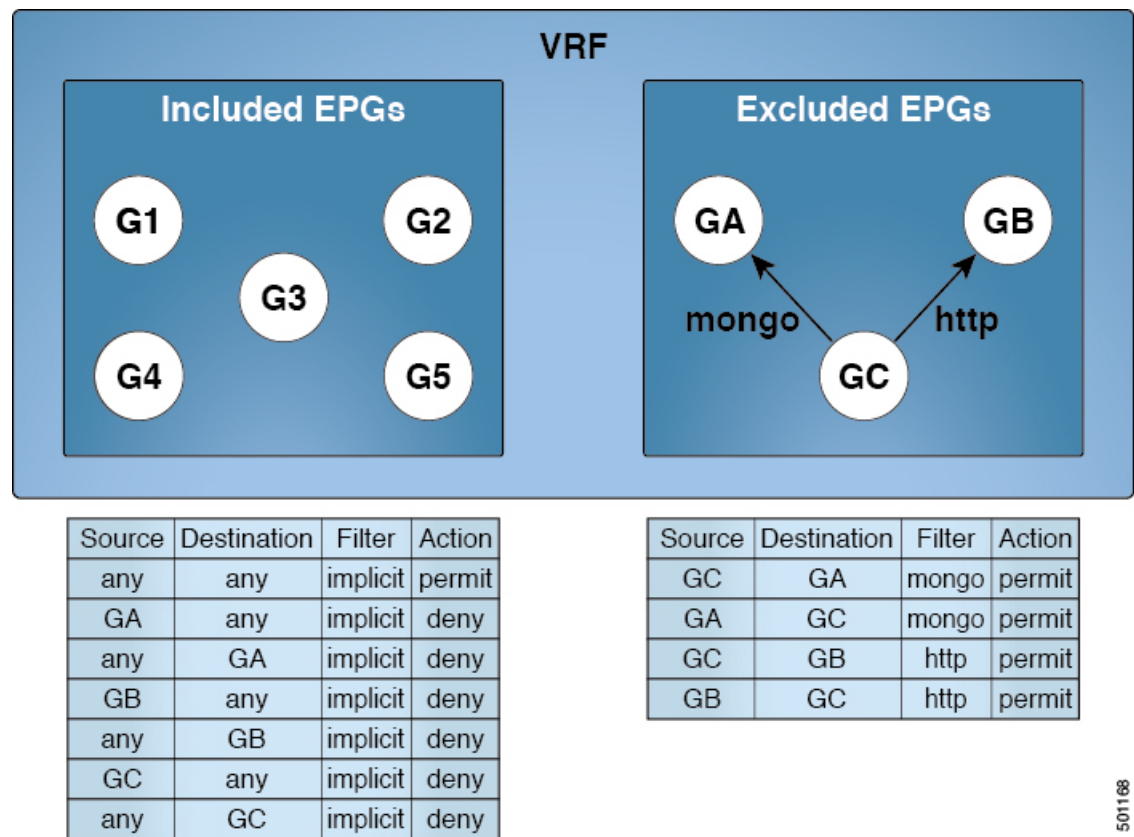 VRF
Included EPGs
G1
G2
G3
G4
G5
Excluded EPGs
GA
GB
mongo
http
GC
Source Destination Filter Action
any any implicit permit
GA any implicit deny
any GA implicit deny
GB any implicit deny
any GB implicit deny
GC any implicit deny
any GC implicit deny
Source Destination Filter Action
GC GA mongo permit
GA GC mongo permit
GC GB http permit
GB GC http permit
501168